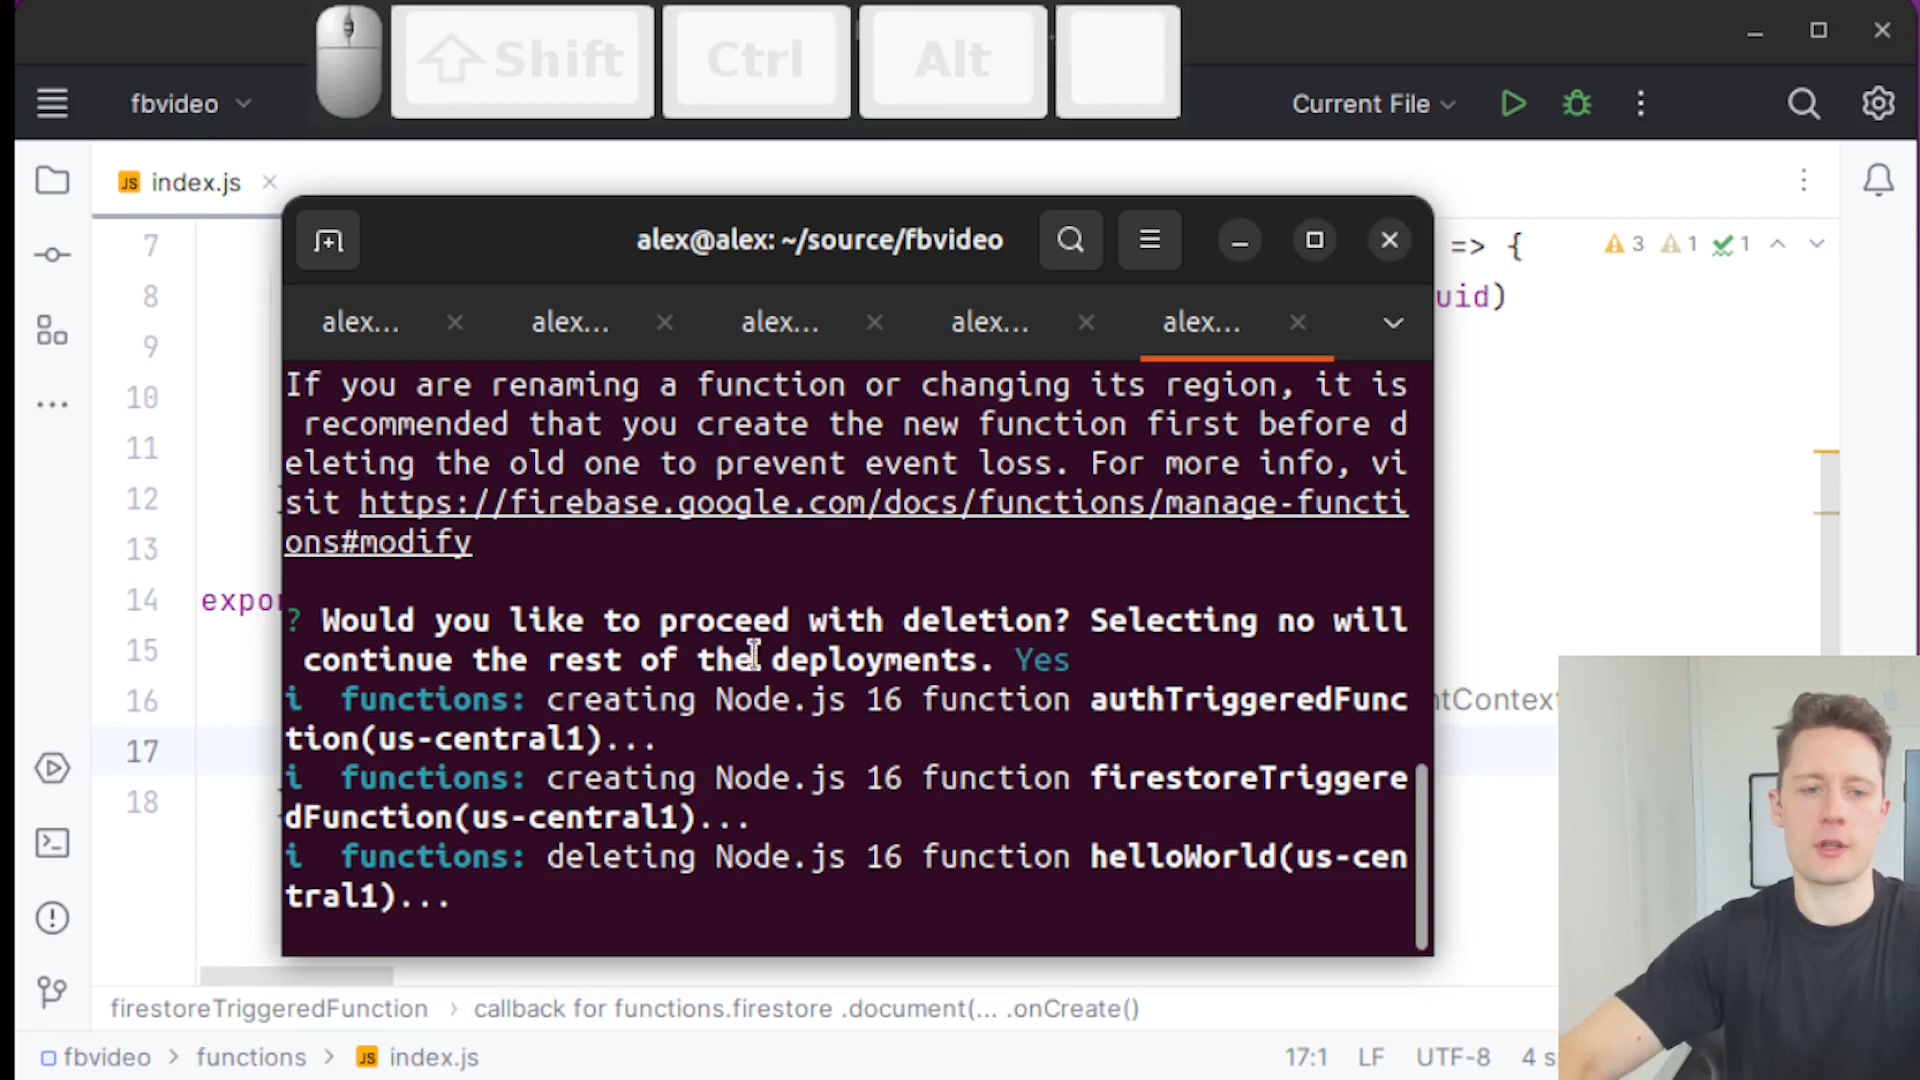 Shift
Ctrl
Alt
fbvideo
Current File
JS index.js
alex@alex: ~/source/fbvideo
alex... alex... alex... alex... alex...
7
8
9
10
11
12
13
14
15
16
17
18
=> {
uid)
3 1 1
expo
ntContext
If you are renaming a function or changing its region, it is
recommended that you create the new function first before d
eleting the old one to prevent event loss. For more info, vi
sit https://firebase.google.com/docs/functions/manage-functi
ons#modify
? Would you like to proceed with deletion? Selecting no will
continue the rest of the deployments. Yes
i functions: creating Node.js 16 function authTriggeredFunc
tion(us-central1)...
i functions: creating Node.js 16 function firestoreTriggere
dFunction(us-central1)...
i functions: deleting Node.js 16 function helloWorld(us-cen
tral1)...
firestoreTriggeredFunction > callback for functions.firestore .document(... .onCreate()
fbvideo > functions > JS index.js
17:1 LF UTF-8 4 s